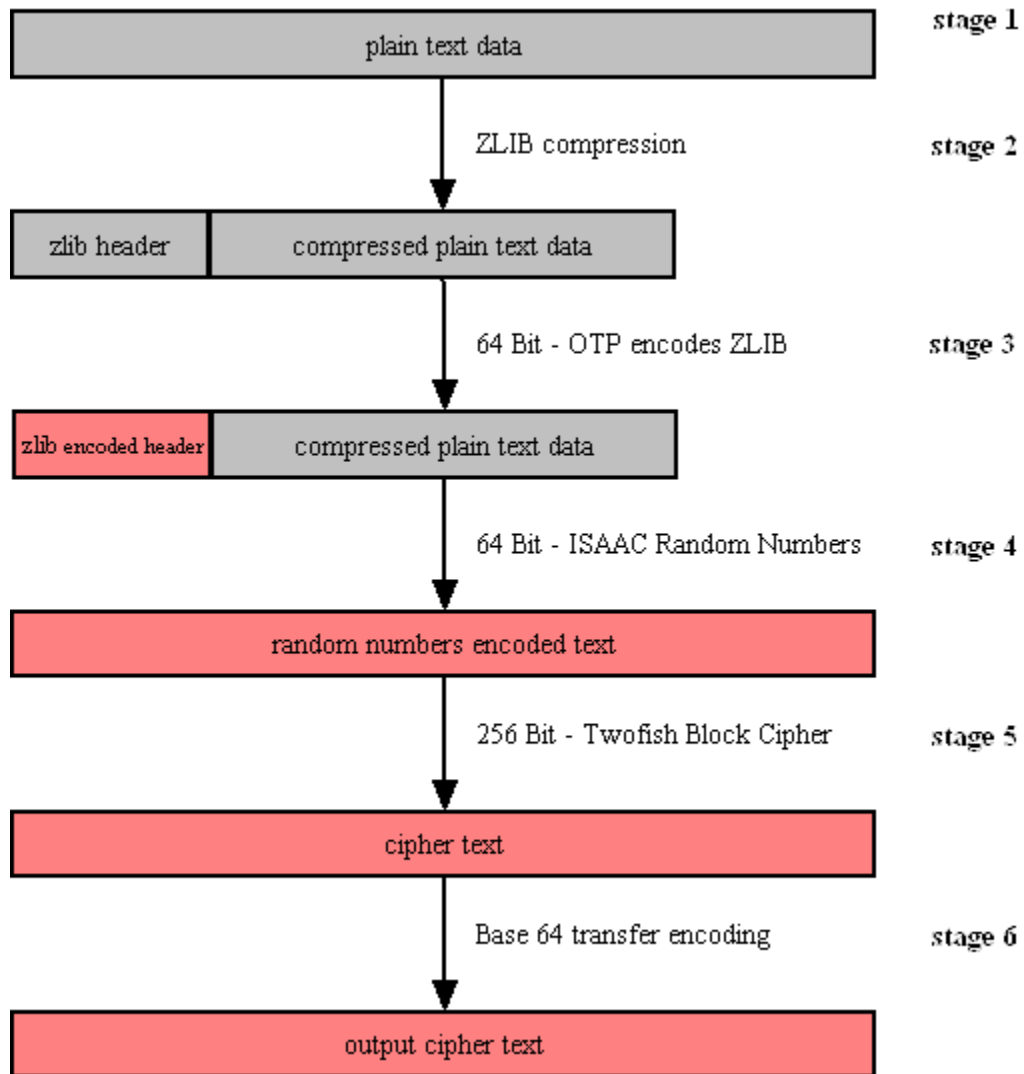 stage 1
plain text data
ZLIB compression
stage 2
zlib header
compressed plain text data
64 Bit - OTP encodes ZLIB
stage 3
zlib encoded header
compressed plain text data
64 Bit - ISAAC Random Numbers
stage 4
random numbers encoded text
256 Bit - Twofish Block Cipher
stage 5
cipher text
Base 64 transfer encoding
stage 6
output cipher text